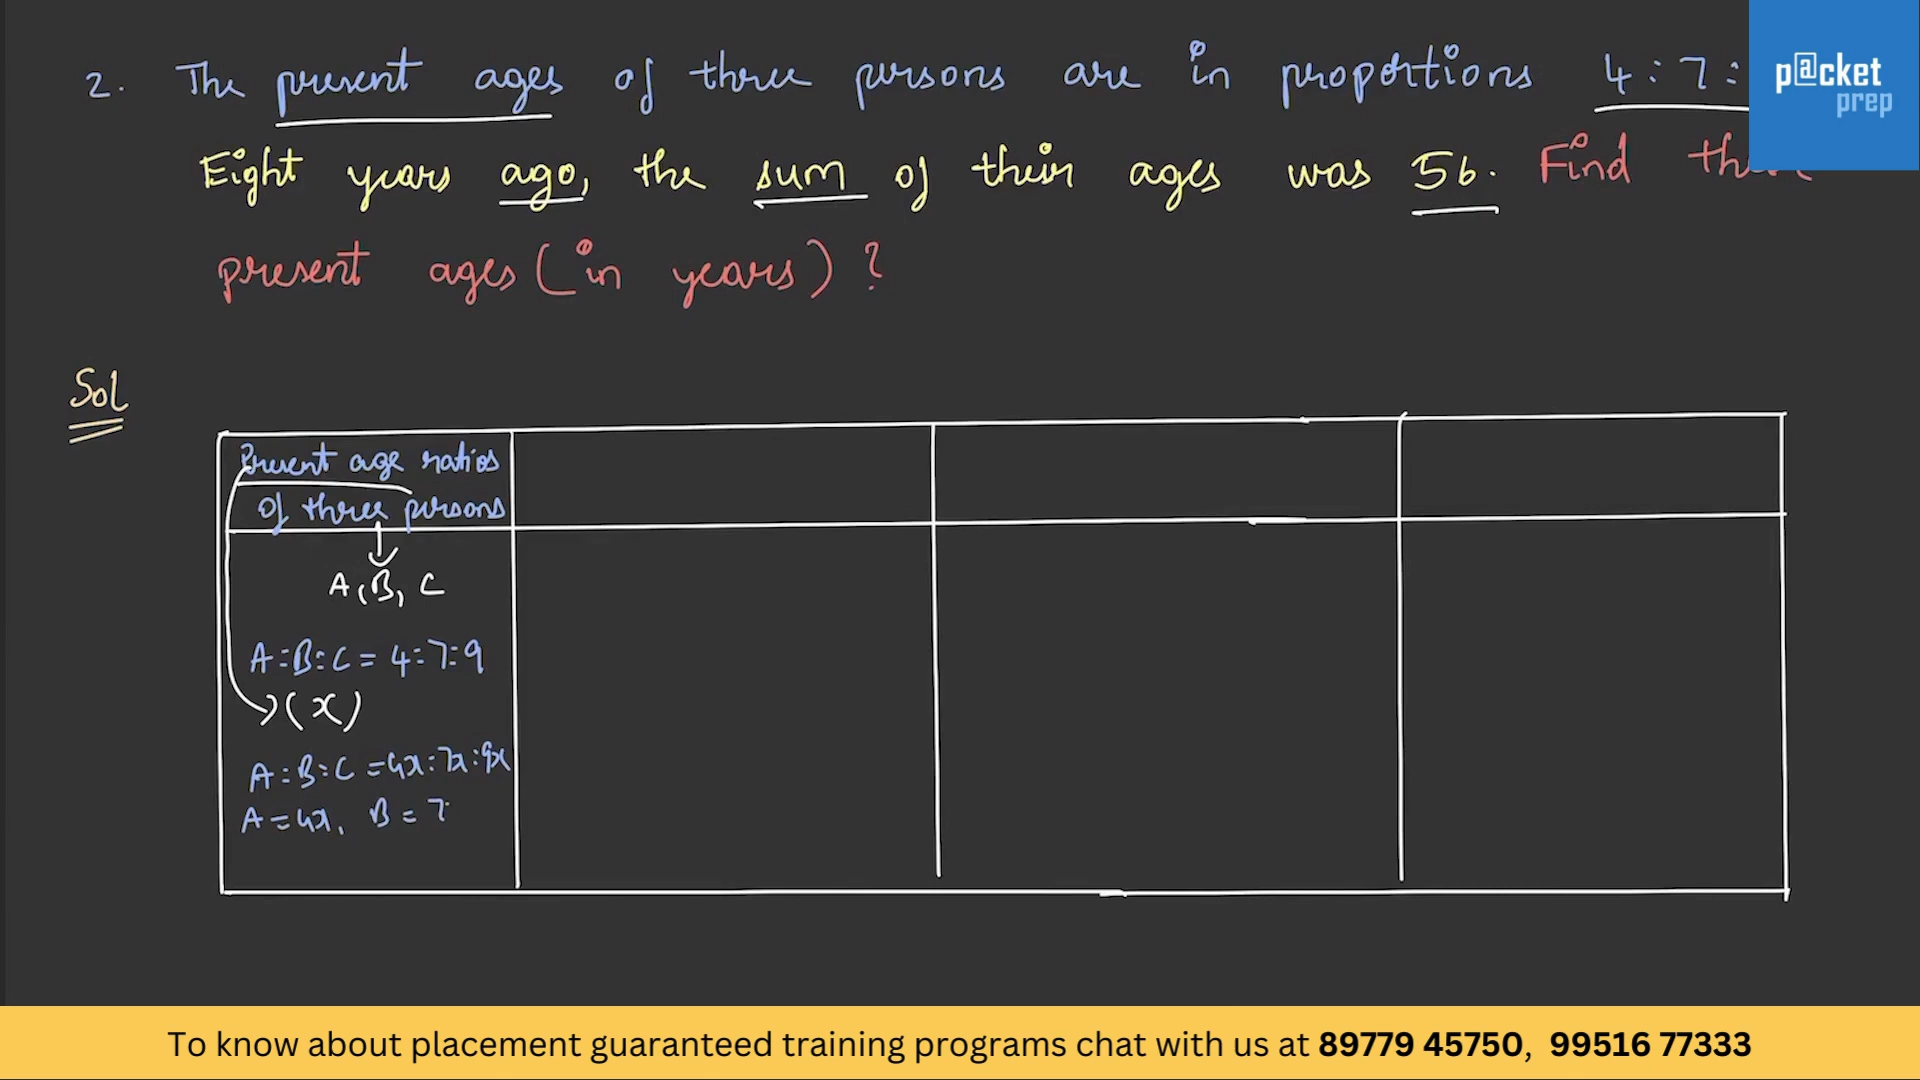 2. The present ages of three persons are in proportions 4:7:
p@cket
prep
Eight years ago, the sum of their ages was 56. Find
present ages (in years) ?
Sol
Present age ratios
of three persons
A, B, C
A:B:C = 4:7:9
(x)
A:B:C = 4x:7x:9x
A = 4x, B = 7
To know about placement guaranteed training programs chat with us at 89779 45750, 99516 77333